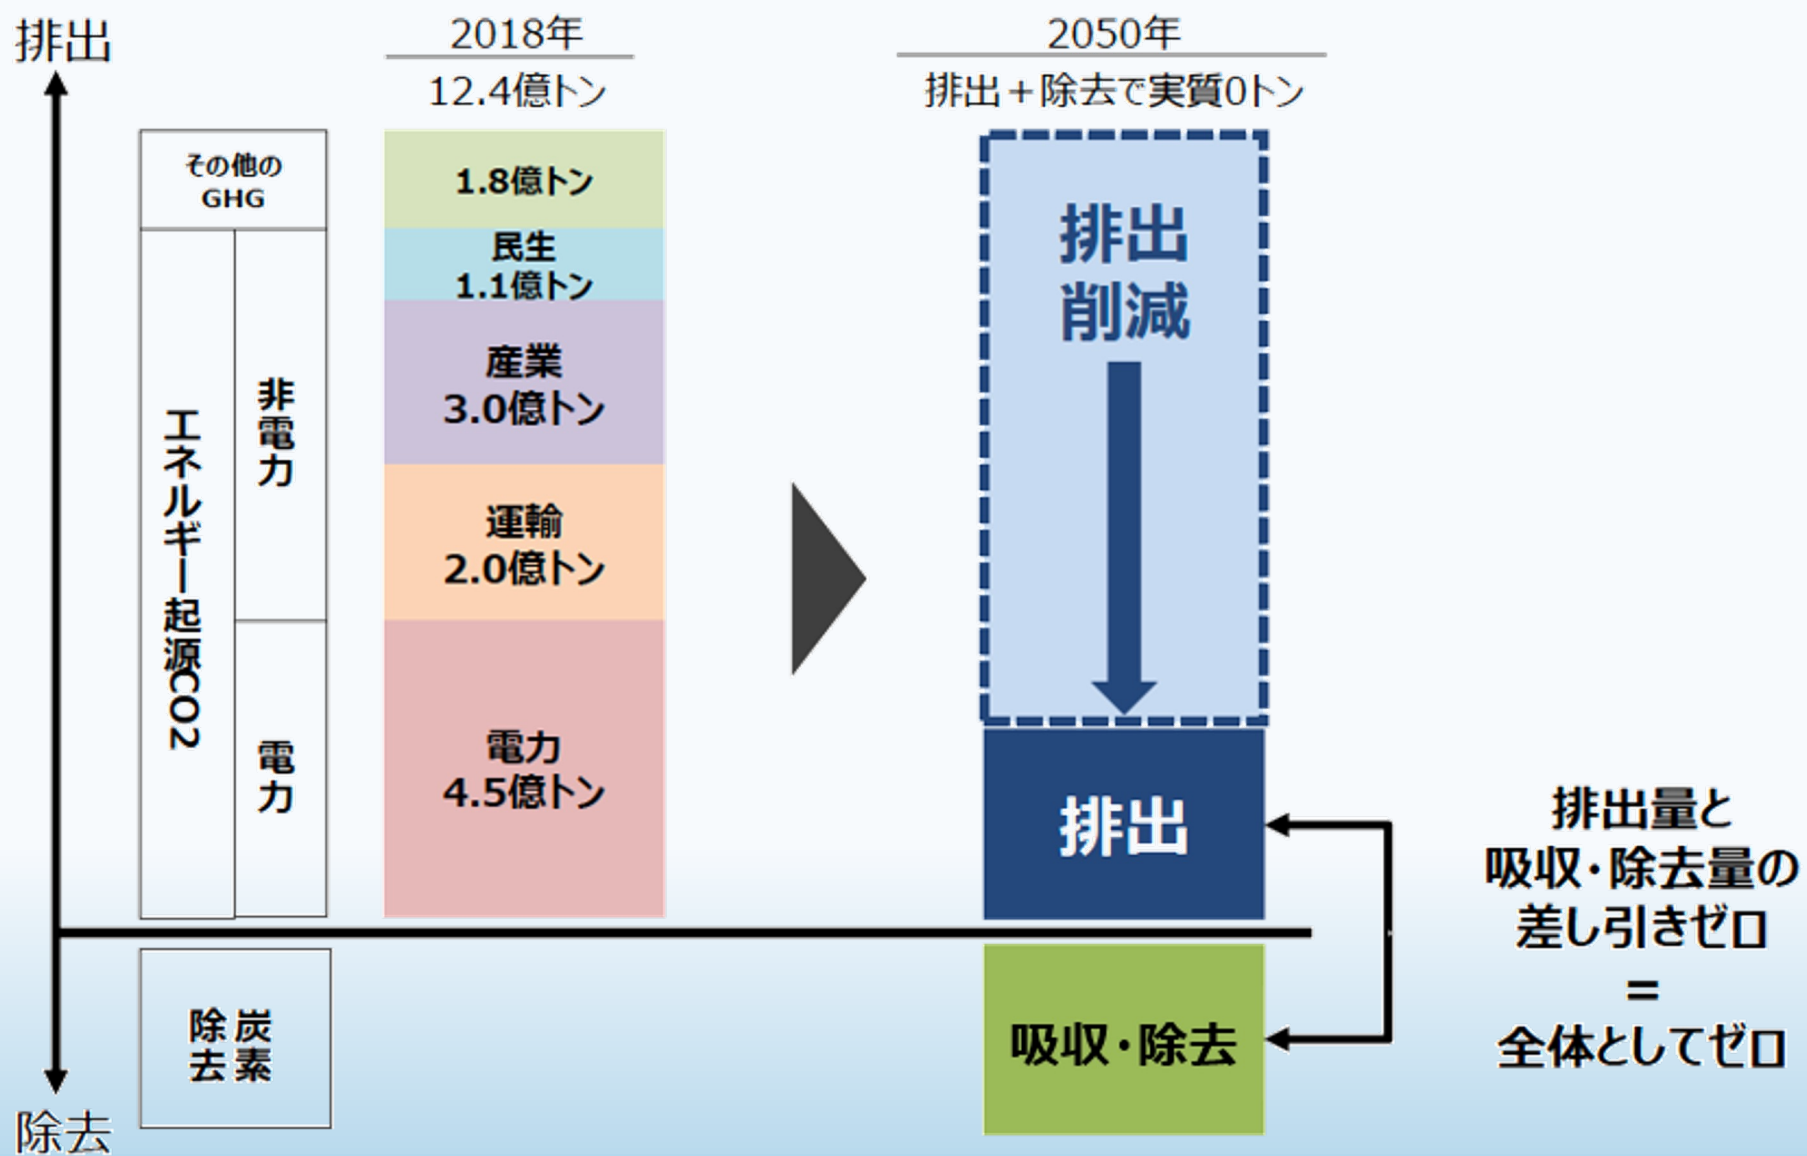 排出
2018年
12.4億トン
2050年
排出+除去で実質0トン
その他の
GHG
エネルギー起源CO2
非電力
電力
1.8億トン
民生
1.1億トン
産業
3.0億トン
運輸
2.0億トン
電力
4.5億トン
排出
削減
排出
吸収・除去
排出量と
吸収・除去量の
差し引きゼロ
=
全体としてゼロ
炭素
除去
除去